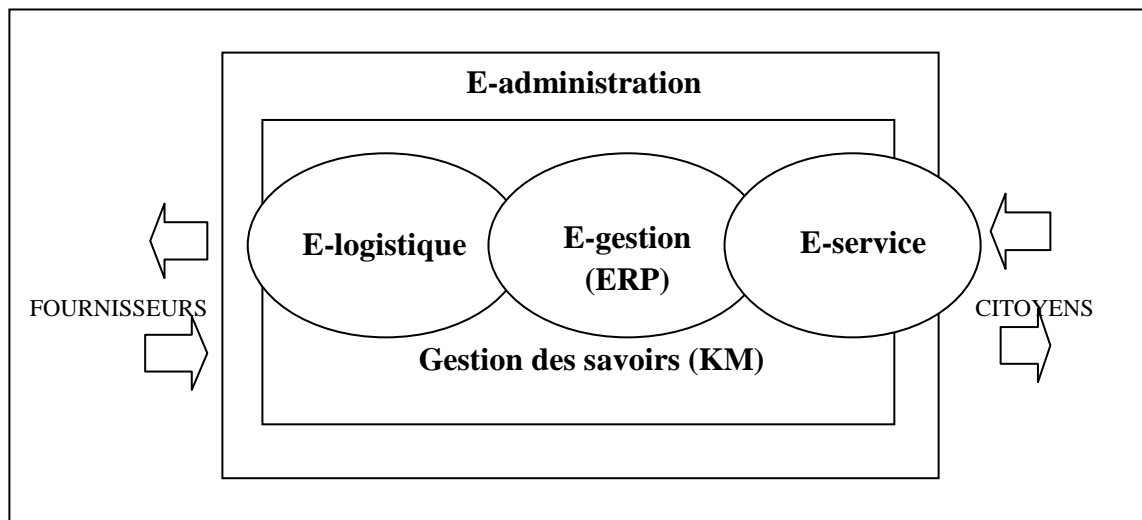 E-administration
E-logistique
E-gestion
(ERP)
E-service
FOURNISSEURS
CITOYENS
Gestion des savoirs (KM)